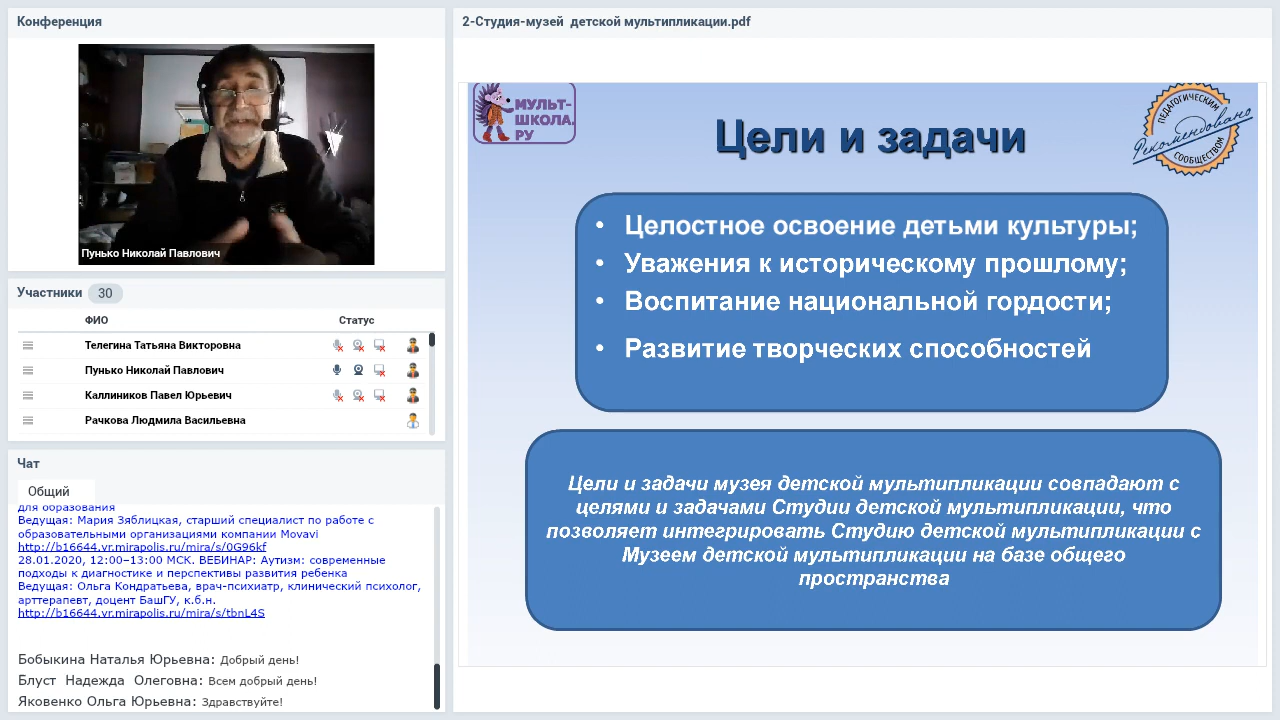 Конференция
Пунько Николай Павлович
Участники 30
ФИО Статус
Телегина Татьяна Викторовна
Пунько Николай Павлович
Каллиников Павел Юрьевич
Рачкова Людмила Васильевна
Чат
Общий
для образования
Ведущая: Мария Зяблицкая, старший специалист по работе с
образовательными организациями компании Movavi
http://b16644.vr.mirapolis.ru/mira/s/0G96kf
28.01.2020, 12:00–13:00 МСК. ВЕБИНАР: Аутизм: современные
подходы к диагностике и перспективы развития ребенка
Ведущая: Ольга Кондратьева, врач-психиатр, клинический психолог,
арттерапевт, доцент БашГУ, к.б.н.
http://b16644.vr.mirapolis.ru/mira/s/tbnL4S
Бобыкина Наталья Юрьевна: Добрый день!
Блуст Надежда Олеговна: Всем добрый день!
Яковенко Ольга Юрьевна: Здравствуйте!
2-Студия-музей детской мультипликации.pdf
МУЛЬТ-
ШКОЛА.
РУ
Цели и задачи
ПЕДАГОГИЧЕСКИМ
Рекомендовано
СООБЩЕСТВОМ
• Целостное освоение детьми культуры;
• Уважения к историческому прошлому;
• Воспитание национальной гордости;
• Развитие творческих способностей
Цели и задачи музея детской мультипликации совпадают с
целями и задачами Студии детской мультипликации, что
позволяет интегрировать Студию детской мультипликации с
Музеем детской мультипликации на базе общего
пространства